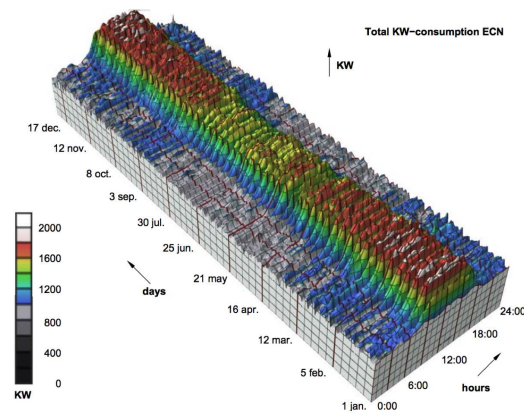 Total KW-consumption ECN
KW
17 dec.
12 nov.
8 oct.
3 sep.
30 jul.
25 jun.
21 may
16 apr.
12 mar.
5 feb.
1 jan.
days
2000
1600
1200
800
400
0
KW
0:00
6:00
12:00
18:00
24:00
hours